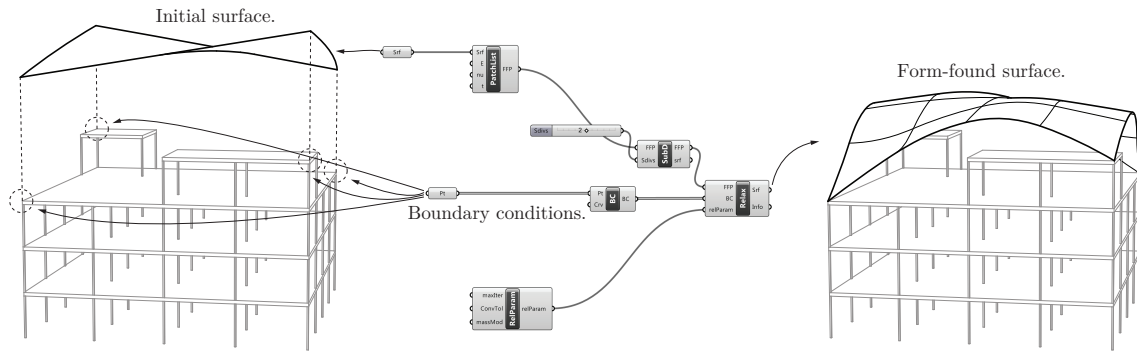 Initial surface.
Srf
Srf
E
nu
t
PatchList
FFP
Sdivs
2
FFP
Sdivs
SubD
FFP
srf
Form-found surface.
Pt
Boundary conditions.
Pt
Crv
BC
BC
FFP
BC
relParam
Relax
Srf
Info
maxIter
ConvTol
massMod
RelParam
relParam